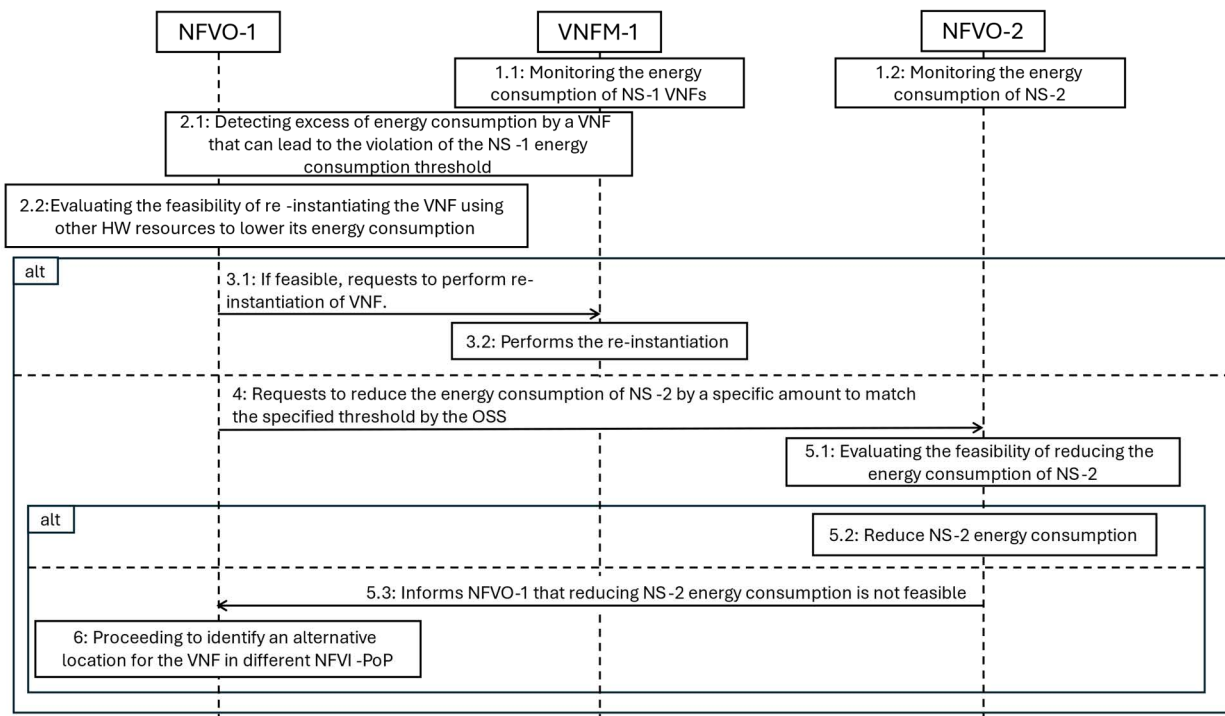 NFVO-1
VNFM-1
NFVO-2
1.1: Monitoring the energy
consumption of NS-1 VNFs
1.2: Monitoring the energy
consumption of NS-2
2.1: Detecting excess of energy consumption by a VNF
that can lead to the violation of the NS -1 energy
consumption threshold
2.2:Evaluating the feasibility of re -instantiating the VNF using
other HW resources to lower its energy consumption
alt
3.1: If feasible, requests to perform re-
instantiation of VNF.
3.2: Performs the re-instantiation
4: Requests to reduce the energy consumption of NS -2 by a specific amount to match
the specified threshold by the OSS
5.1: Evaluating the feasibility of reducing the
energy consumption of NS-2
alt
5.2: Reduce NS-2 energy consumption
5.3: Informs NFVO-1 that reducing NS-2 energy consumption is not feasible
6: Proceeding to identify an alternative
location for the VNF in different NFVI -PoP